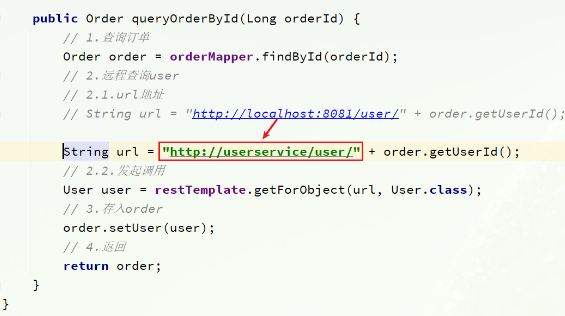 public Order queryOrderById(Long orderId) {
// 1.查询订单
Order order = orderMapper.findById(orderId);
// 2.远程查询user
// 2.1.url地址
// String url = "http://localhost:8081/user/" + order.getUserId();
String url = "http://userservice/user/" + order.getUserId();
// 2.2.发起调用
User user = restTemplate.getForObject(url, User.class);
// 3.存入order
order.setUser(user);
// 4.返回
return order;
}
}